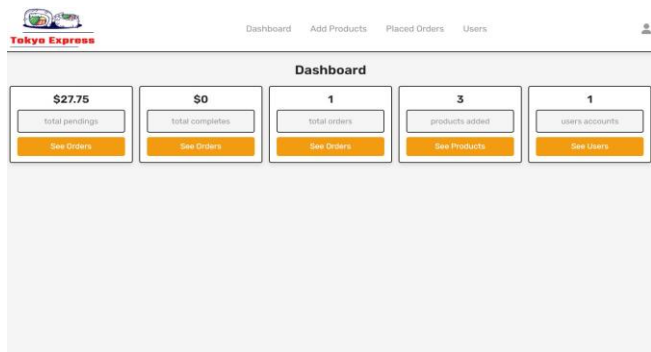 Tokyo Express
Dashboard Add Products Placed Orders Users
Dashboard
$27.75
total pendings
See Orders
$0
total completes
See Orders
1
total orders
See Orders
3
products added
See Products
1
users accounts
See Users